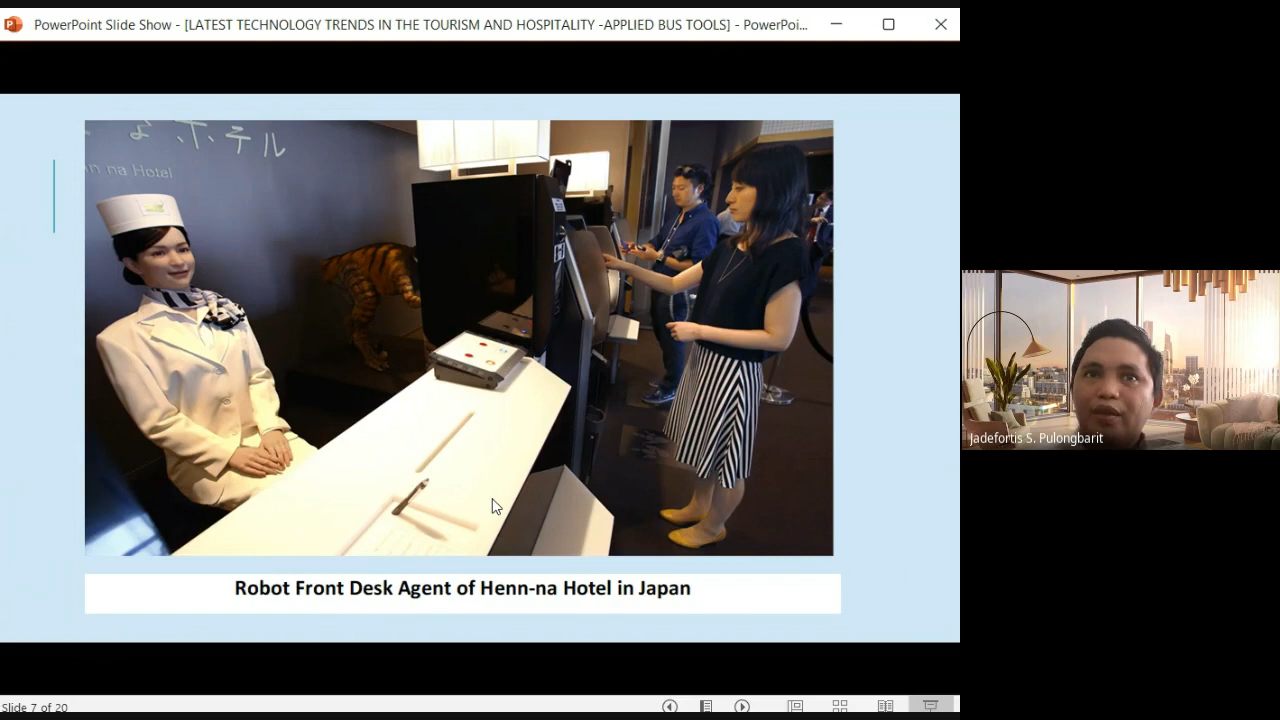 PowerPoint Slide Show - [LATEST TECHNOLOGY TRENDS IN THE TOURISM AND HOSPITALITY -APPLIED BUS TOOLS] - PowerPoi...
ホテル
na Hotel
Robot Front Desk Agent of Henn-na Hotel in Japan
Jadefortis S. Pulongbarit
Slide 7 of 20